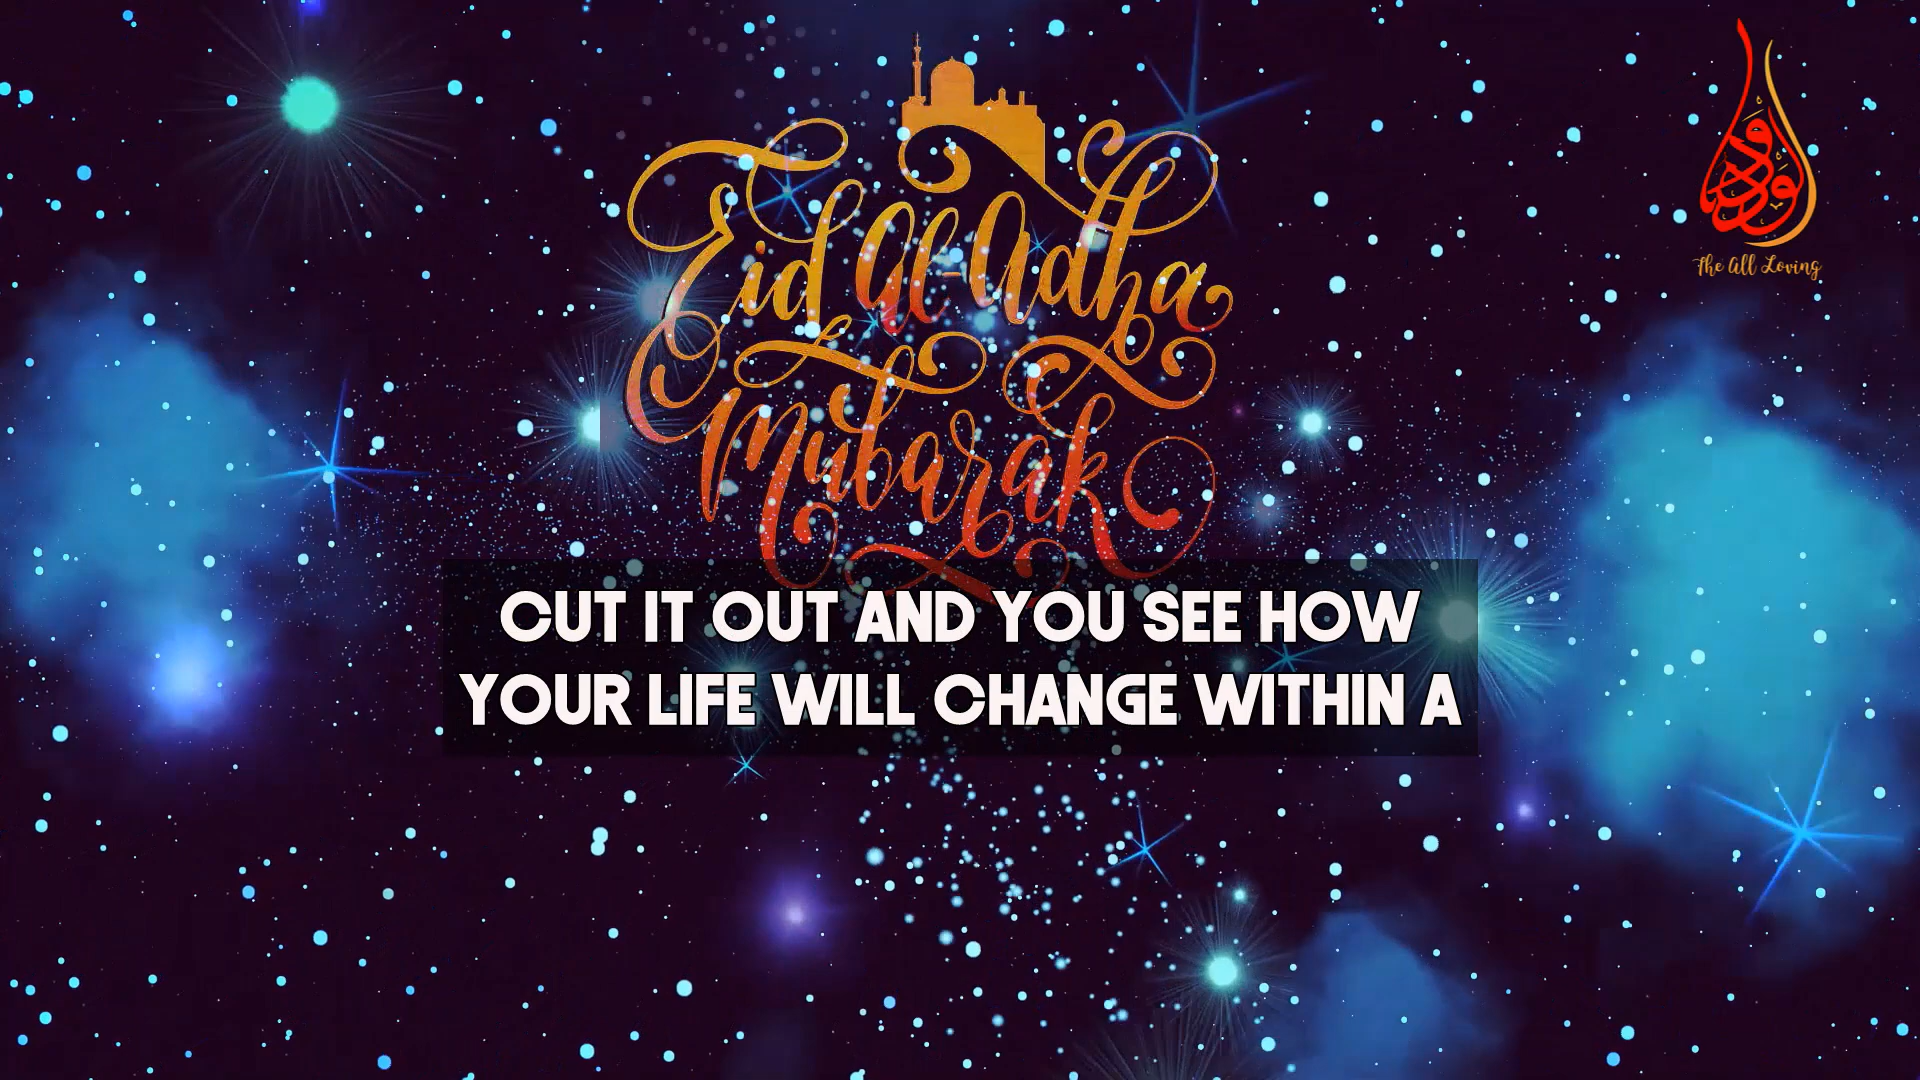 Eid Al-Adha
Mubarak
الودود
The All Loving
CUT IT OUT AND YOU SEE HOW
YOUR LIFE WILL CHANGE WITHIN A